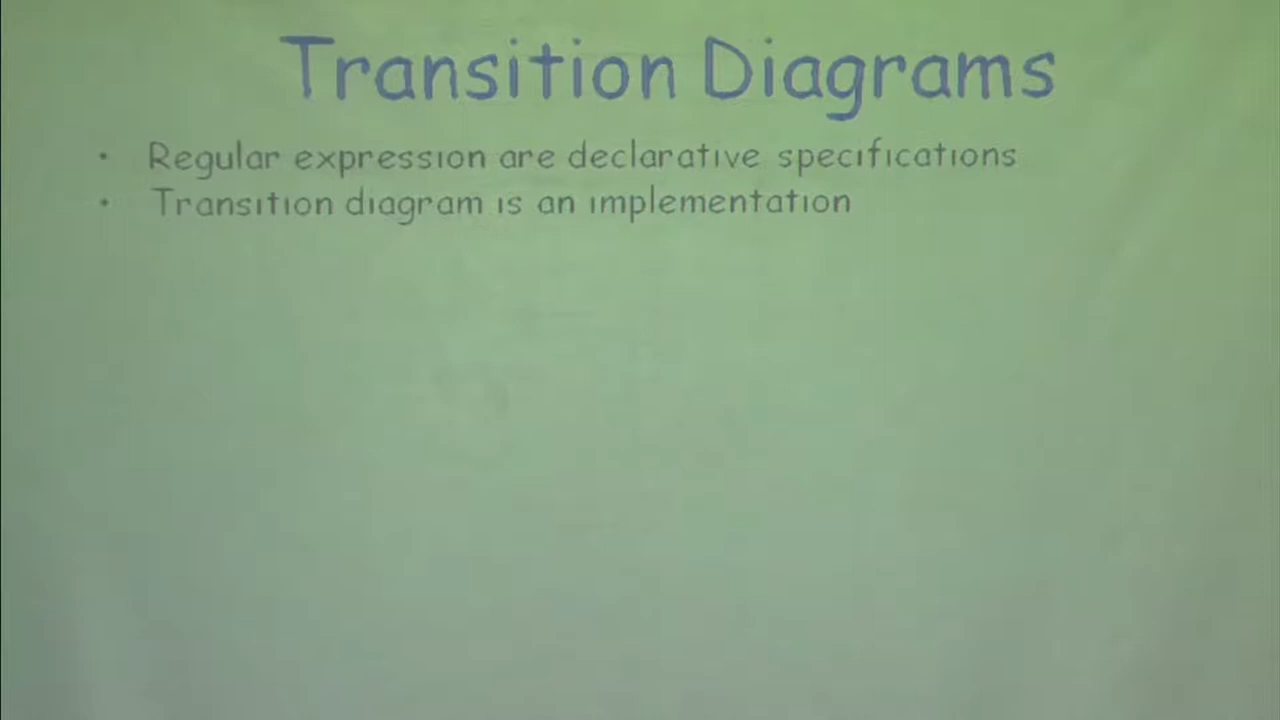 Transition Diagrams
• Regular expression are declarative specifications
• Transition diagram is an implementation